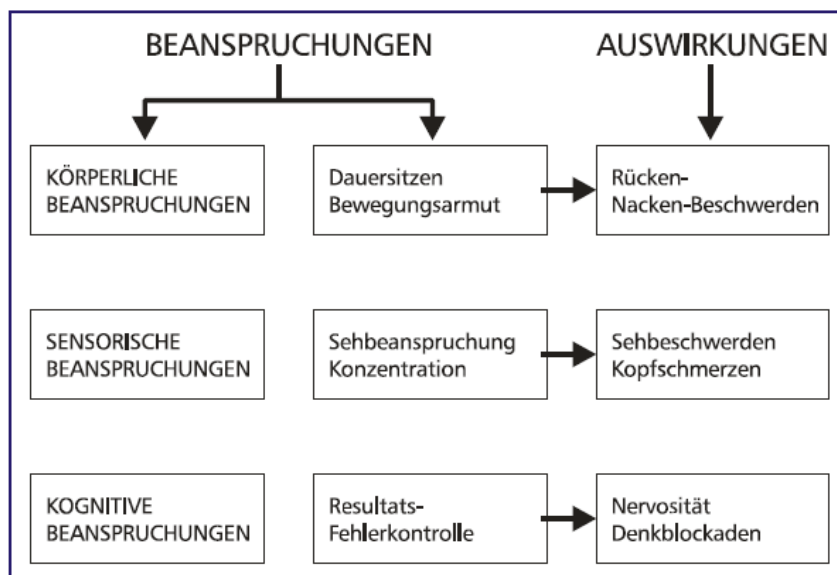 BEANSPRUCHUNGEN
AUSWIRKUNGEN
KÖRPERLICHE
BEANSPRUCHUNGEN
Dauersitzen
Bewegungsarmut
Rücken-
Nacken-Beschwerden
SENSORISCHE
BEANSPRUCHUNGEN
Sehbeanspruchung
Konzentration
Sehbeschwerden
Kopfschmerzen
KOGNITIVE
BEANSPRUCHUNGEN
Resultats-
Fehlerkontrolle
Nervosität
Denkblockaden